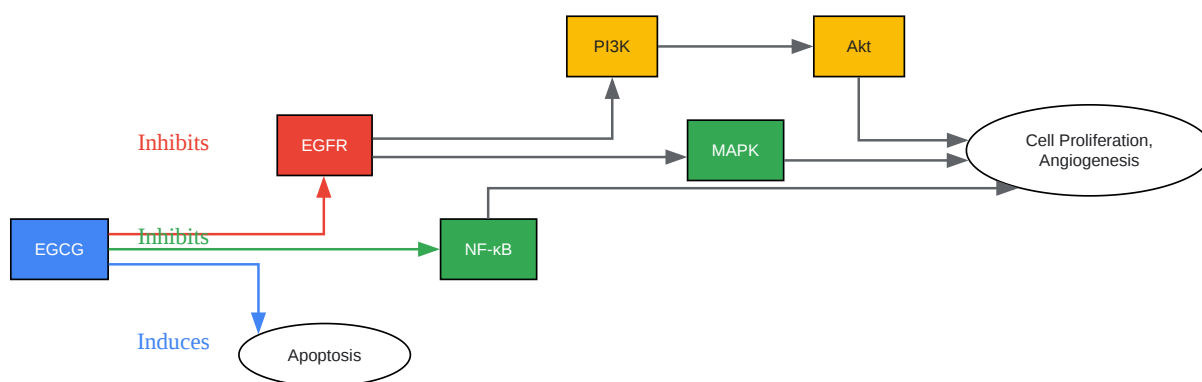 PI3K
Akt
Inhibits
EGFR
MAPK
Cell Proliferation,
Angiogenesis
EGCG
Inhibits
NF-κB
Induces
Apoptosis